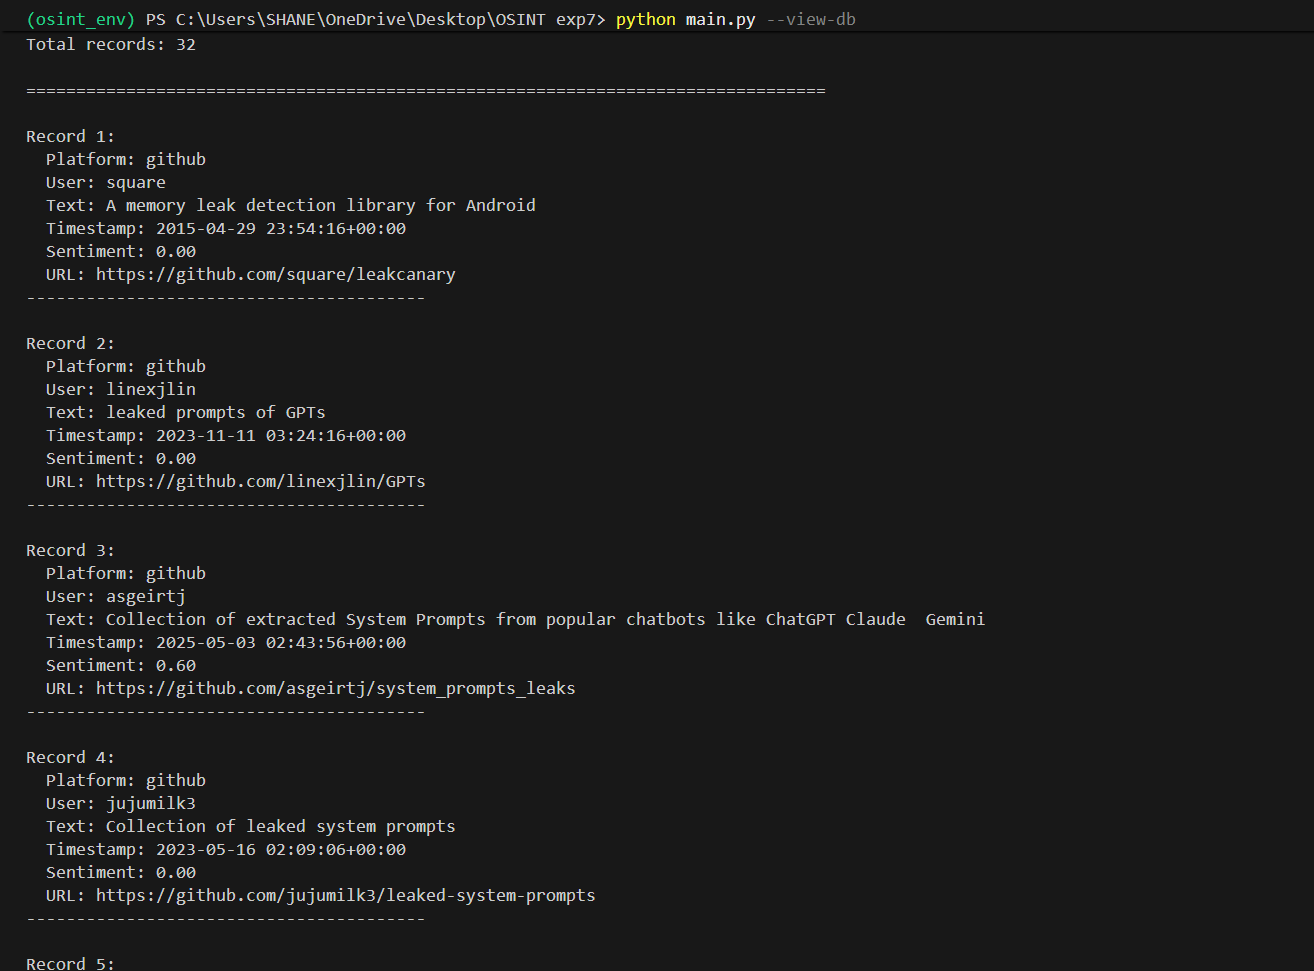 (osint_env) PS C:\Users\SHANE\OneDrive\Desktop\OSINT exp7> python main.py --view-db
Total records: 32
================================================================================
Record 1:
Platform: github
User: square
Text: A memory leak detection library for Android
Timestamp: 2015-04-29 23:54:16+00:00
Sentiment: 0.00
URL: https://github.com/square/leakcanary
----------------------------------------
Record 2:
Platform: github
User: linexjlin
Text: leaked prompts of GPTs
Timestamp: 2023-11-11 03:24:16+00:00
Sentiment: 0.00
URL: https://github.com/linexjlin/GPTs
----------------------------------------
Record 3:
Platform: github
User: asgeirtj
Text: Collection of extracted System Prompts from popular chatbots like ChatGPT Claude  Gemini
Timestamp: 2025-05-03 02:43:56+00:00
Sentiment: 0.60
URL: https://github.com/asgeirtj/system_prompts_leaks
----------------------------------------
Record 4:
Platform: github
User: jujumilk3
Text: Collection of leaked system prompts
Timestamp: 2023-05-16 02:09:06+00:00
Sentiment: 0.00
URL: https://github.com/jujumilk3/leaked-system-prompts
----------------------------------------
Record 5: